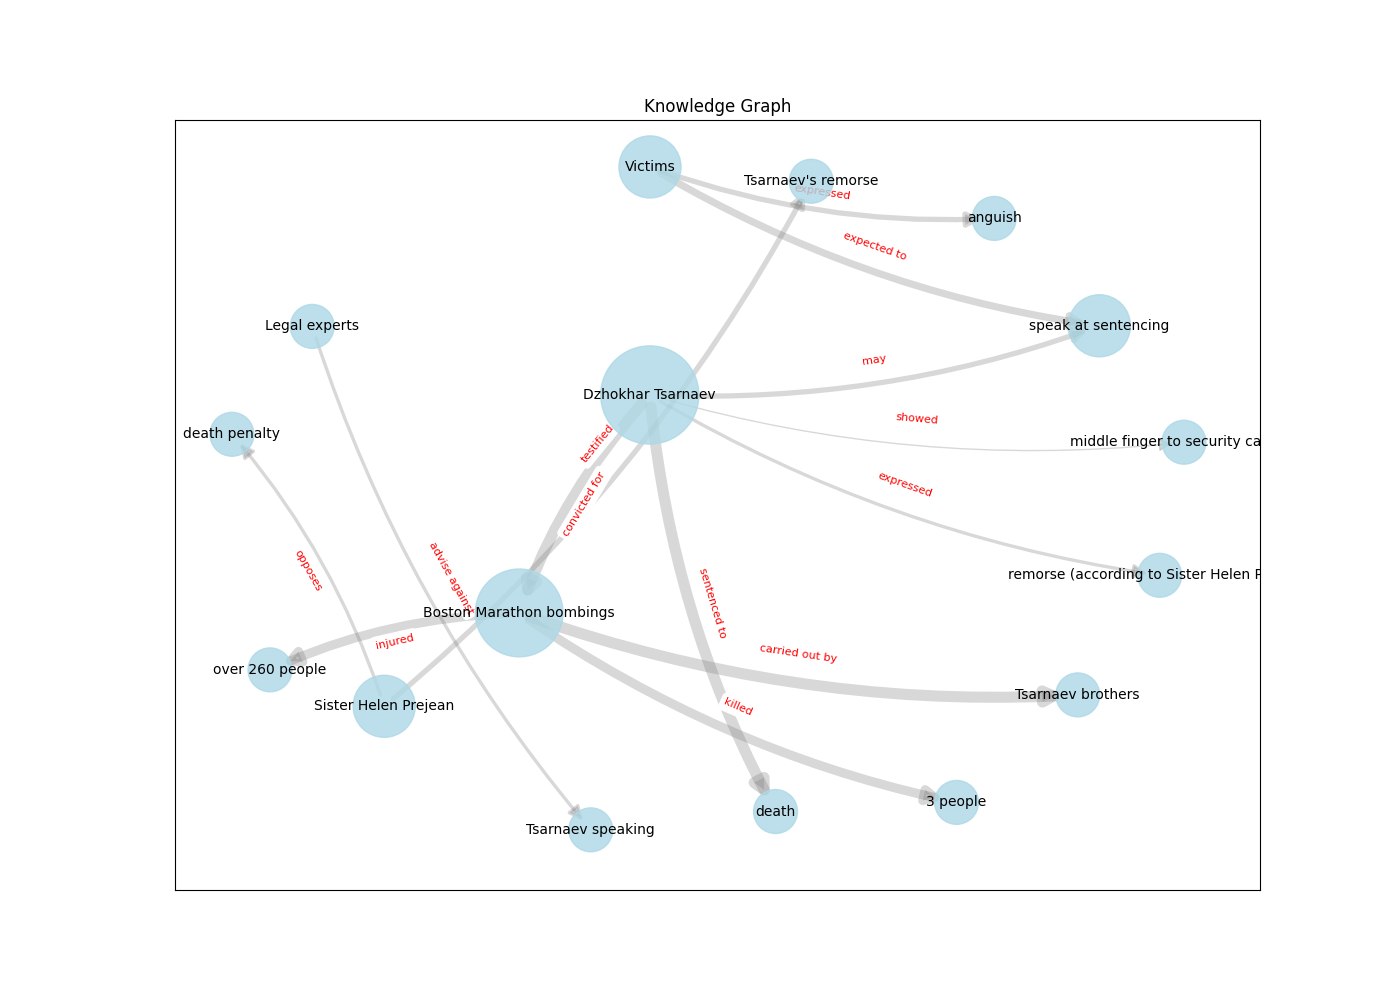 Knowledge Graph
Victims
Tsarnaev's remorse
expressed
anguish
expected to
Legal experts
speak at sentencing
may
Dzhokhar Tsarnaev
showed
death penalty
middle finger to security ca
testified
expressed
convicted for
opposes
advise against
sentenced to
remorse (according to Sister Helen P
Boston Marathon bombings
injured
carried out by
over 260 people
Sister Helen Prejean
Tsarnaev brothers
killed
3 people
death
Tsarnaev speaking